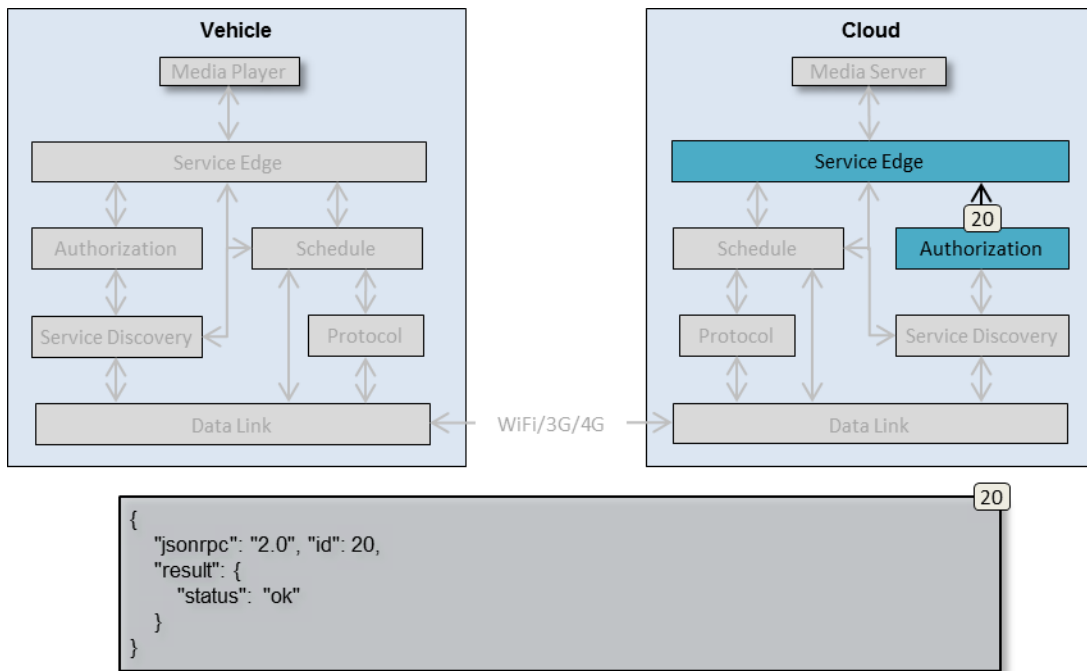 Vehicle
Media Player
Service Edge
Authorization
Schedule
Service Discovery
Protocol
Data Link
WiFi/3G/4G
Cloud
Media Server
Service Edge
20
Schedule
Authorization
Protocol
Service Discovery
Data Link
20
{
"jsonrpc": "2.0", "id": 20,
"result": {
"status": "ok"
}
}